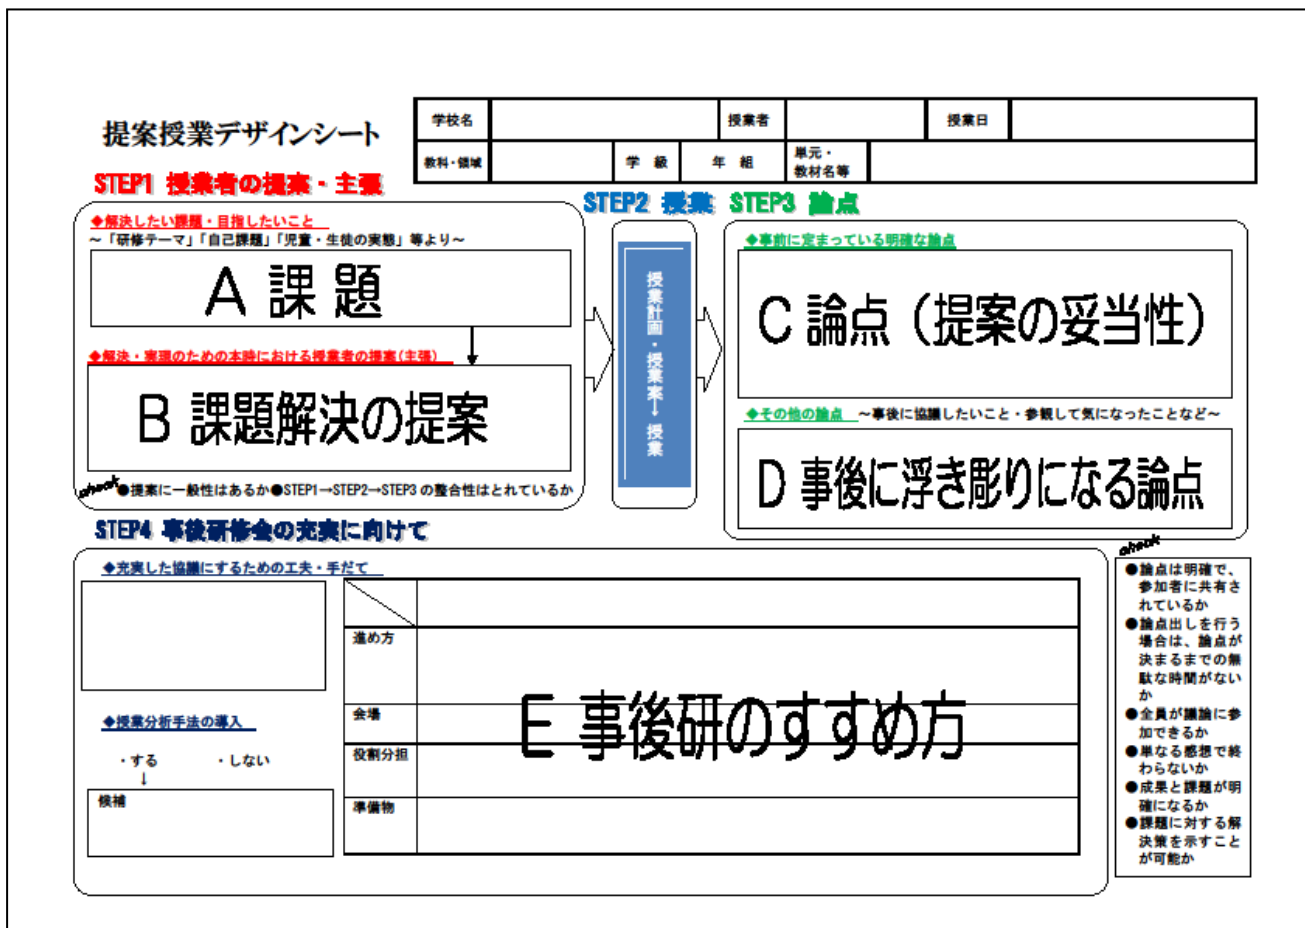 提案授業デザインシート
学校名
授業者
授業日
教科・領域
学 級
年 組
単元・
教材名等
STEP1 授業者の提案・主張
◆解決したい課題・目指したいこと
～「研修テーマ」「自己課題」「児童・生徒の実態」等より～
A 課題
◆解決・実現のための本時における授業者の提案(主張)
B 課題解決の提案
check
●提案に一般性はあるか●STEP1→STEP2→STEP3の整合性はとれているか
STEP2 授業
授業計画・授業案→授業
STEP3 論点
◆事前に定まっている明確な論点
C 論点（提案の妥当性）
◆その他の論点 ～事後に協議したいこと・参観して気になったことなど～
D 事後に浮き彫りになる論点
STEP4 事後研修会の充実に向けて
◆充実した協議にするための工夫・手だて
◆授業分析手法の導入
・する ・しない
↓
候補
進め方
会場
役割分担
準備物
E 事後研のすすめ方
check
●論点は明確で、
参加者に共有さ
れているか
●論点出しを行う
場合は、論点が
決まるまでの無
駄な時間がない
か
●全員が議論に参
加できるか
●単なる感想で終
わらないか
●成果と課題が明
確になるか
●課題に対する解
決策を示すこと
が可能か